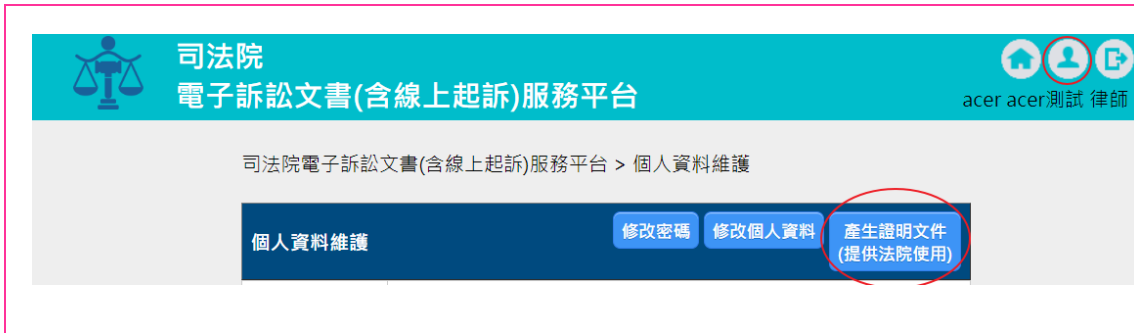 司法院
電子訴訟文書(含線上起訴)服務平台
acer acer測試 律師
司法院電子訴訟文書(含線上起訴)服務平台 > 個人資料維護
個人資料維護
修改密碼
修改個人資料
產生證明文件
(提供法院使用)